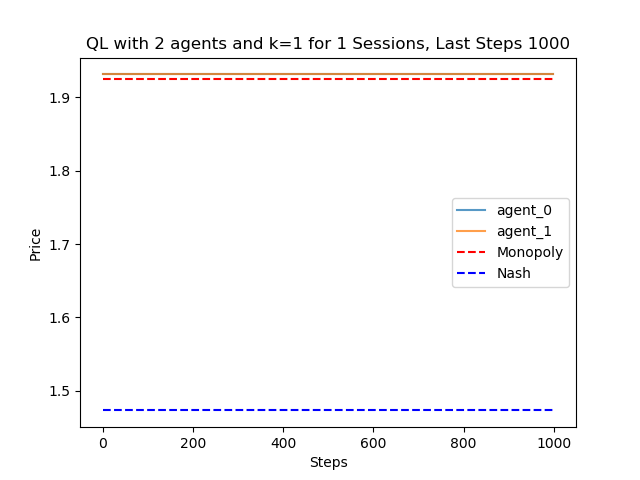 QL with 2 agents and k=1 for 1 Sessions, Last Steps 1000
1.9
1.8
1.7
1.6
1.5
Price
agent_0
agent_1
Monopoly
Nash
0
200
400
600
800
1000
Steps